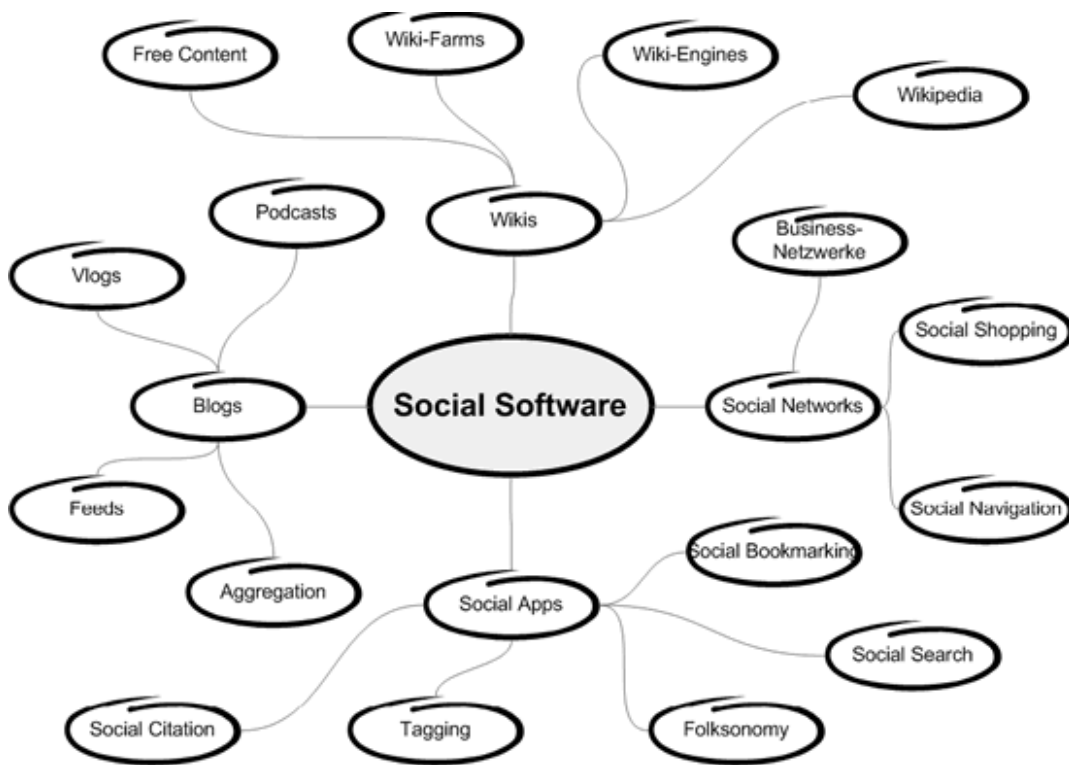 Free Content
Wiki-Farms
Wiki-Engines
Wikipedia
Podcasts
Wikis
Business-
Netzwerke
Vlogs
Social Shopping
Blogs
Social Software
Social Networks
Feeds
Social Navigation
Social Bookmarking
Aggregation
Social Apps
Social Search
Social Citation
Tagging
Folksonomy